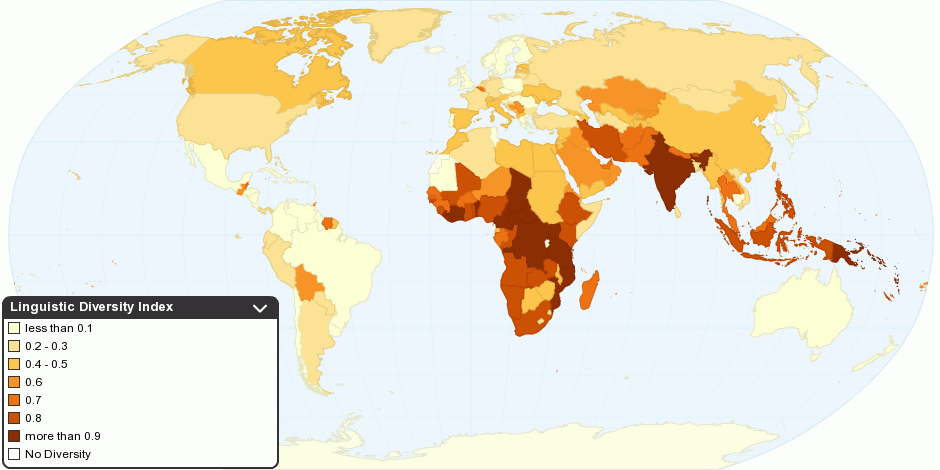 Linguistic Diversity Index
less than 0.1
0.2 - 0.3
0.4 - 0.5
0.6
0.7
0.8
more than 0.9
No Diversity